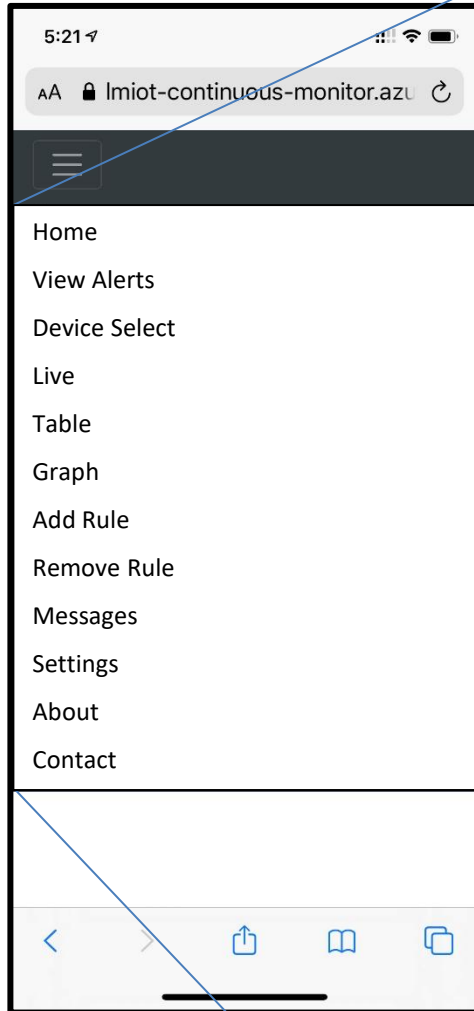 5:21
AA lmiot-continuous-monitor.azu
Home
View Alerts
Device Select
Live
Table
Graph
Add Rule
Remove Rule
Messages
Settings
About
Contact